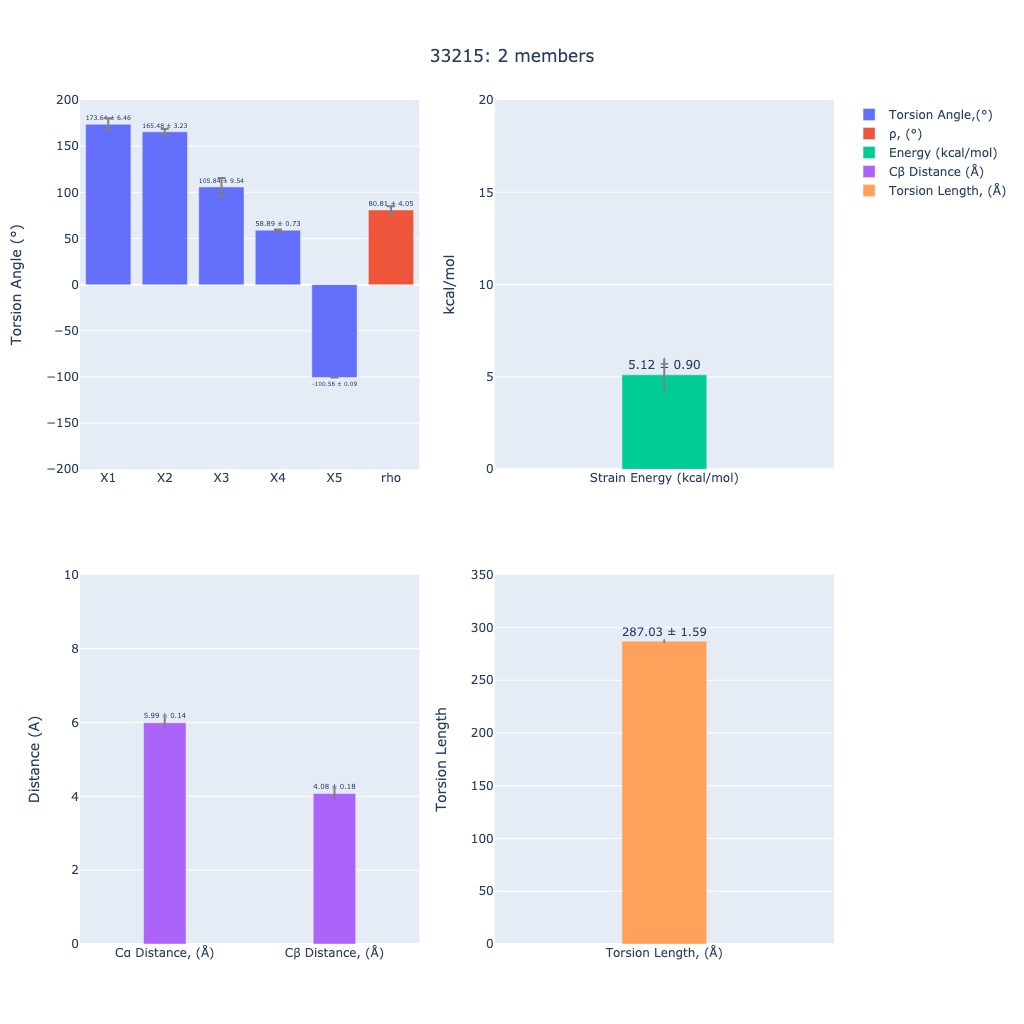 33215: 2 members
200
150
100
50
0
−50
−100
−150
−200
Torsion Angle (°)
173.64 ± 6.46
165.48 ± 3.23
105.84 ± 9.54
58.89 ± 0.73
-100.56 ± 0.09
80.81 ± 4.05
X1
X2
X3
X4
X5
rho
20
15
10
5
0
kcal/mol
5.12 ± 0.90
Strain Energy (kcal/mol)
Torsion Angle,(°)
ρ, (°)
Energy (kcal/mol)
Cβ Distance (Å)
Torsion Length, (Å)
10
8
6
4
2
0
Distance (A)
5.99 ± 0.14
4.08 ± 0.18
Cα Distance, (Å)
Cβ Distance, (Å)
350
300
250
200
150
100
50
0
Torsion Length
287.03 ± 1.59
Torsion Length, (Å)